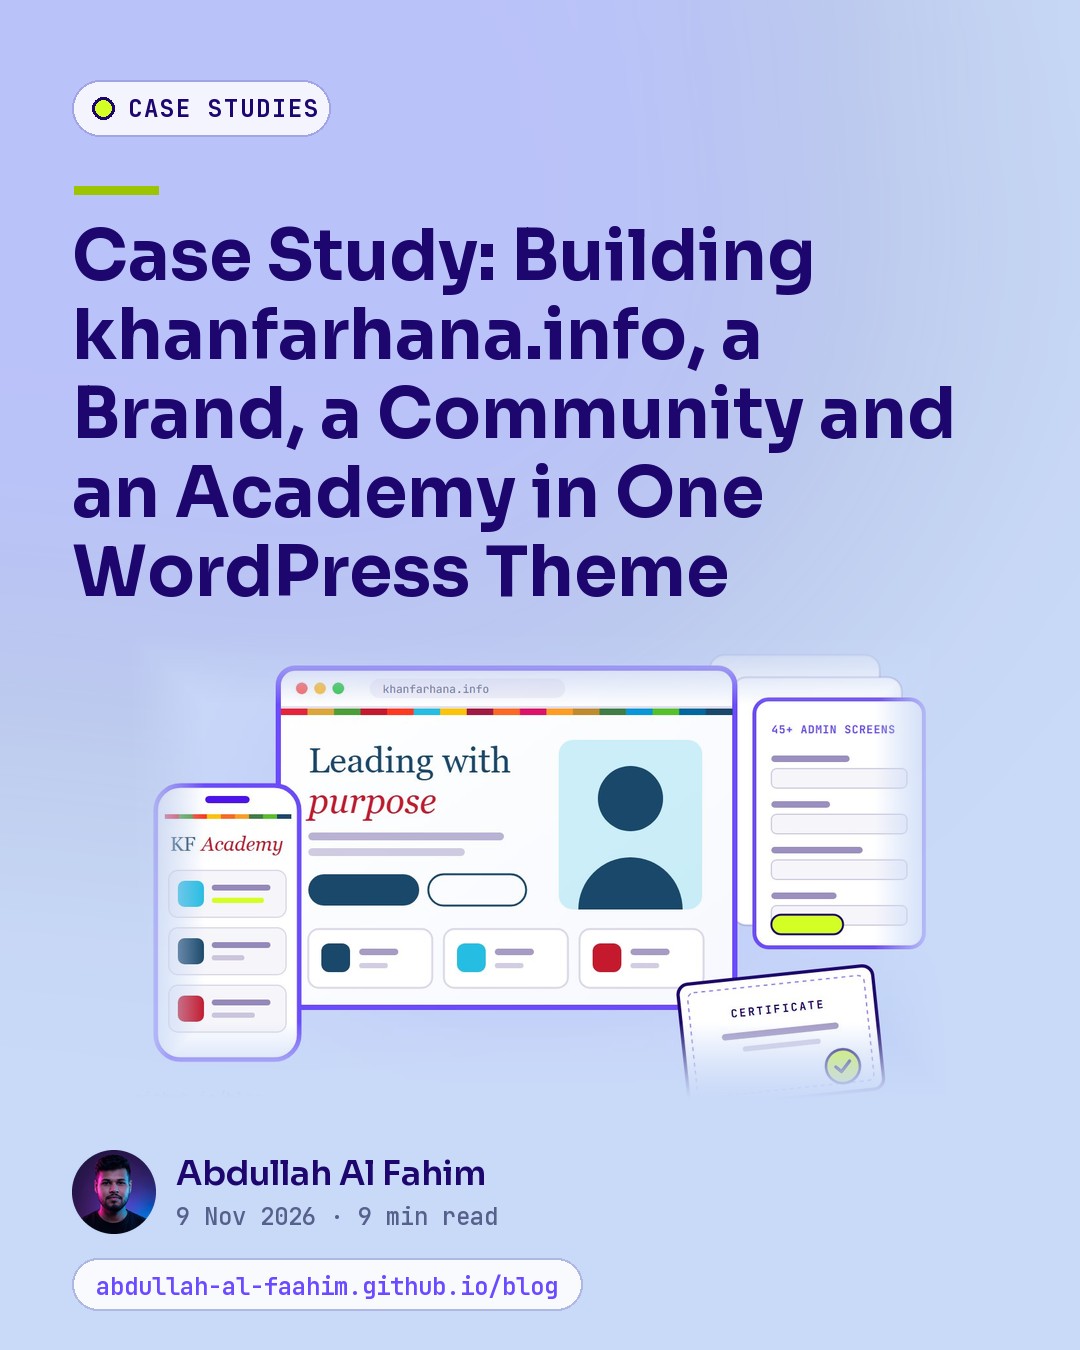 CASE STUDIES
Case Study: Building
khanfarhana.info, a
Brand, a Community and
an Academy in One
WordPress Theme
khanfarhana.info
45+ ADMIN SCREENS
Leading with
purpose
KF Academy
CERTIFICATE
Abdullah Al Fahim
9 Nov 2026 · 9 min read
abdullah-al-faahim.github.io/blog